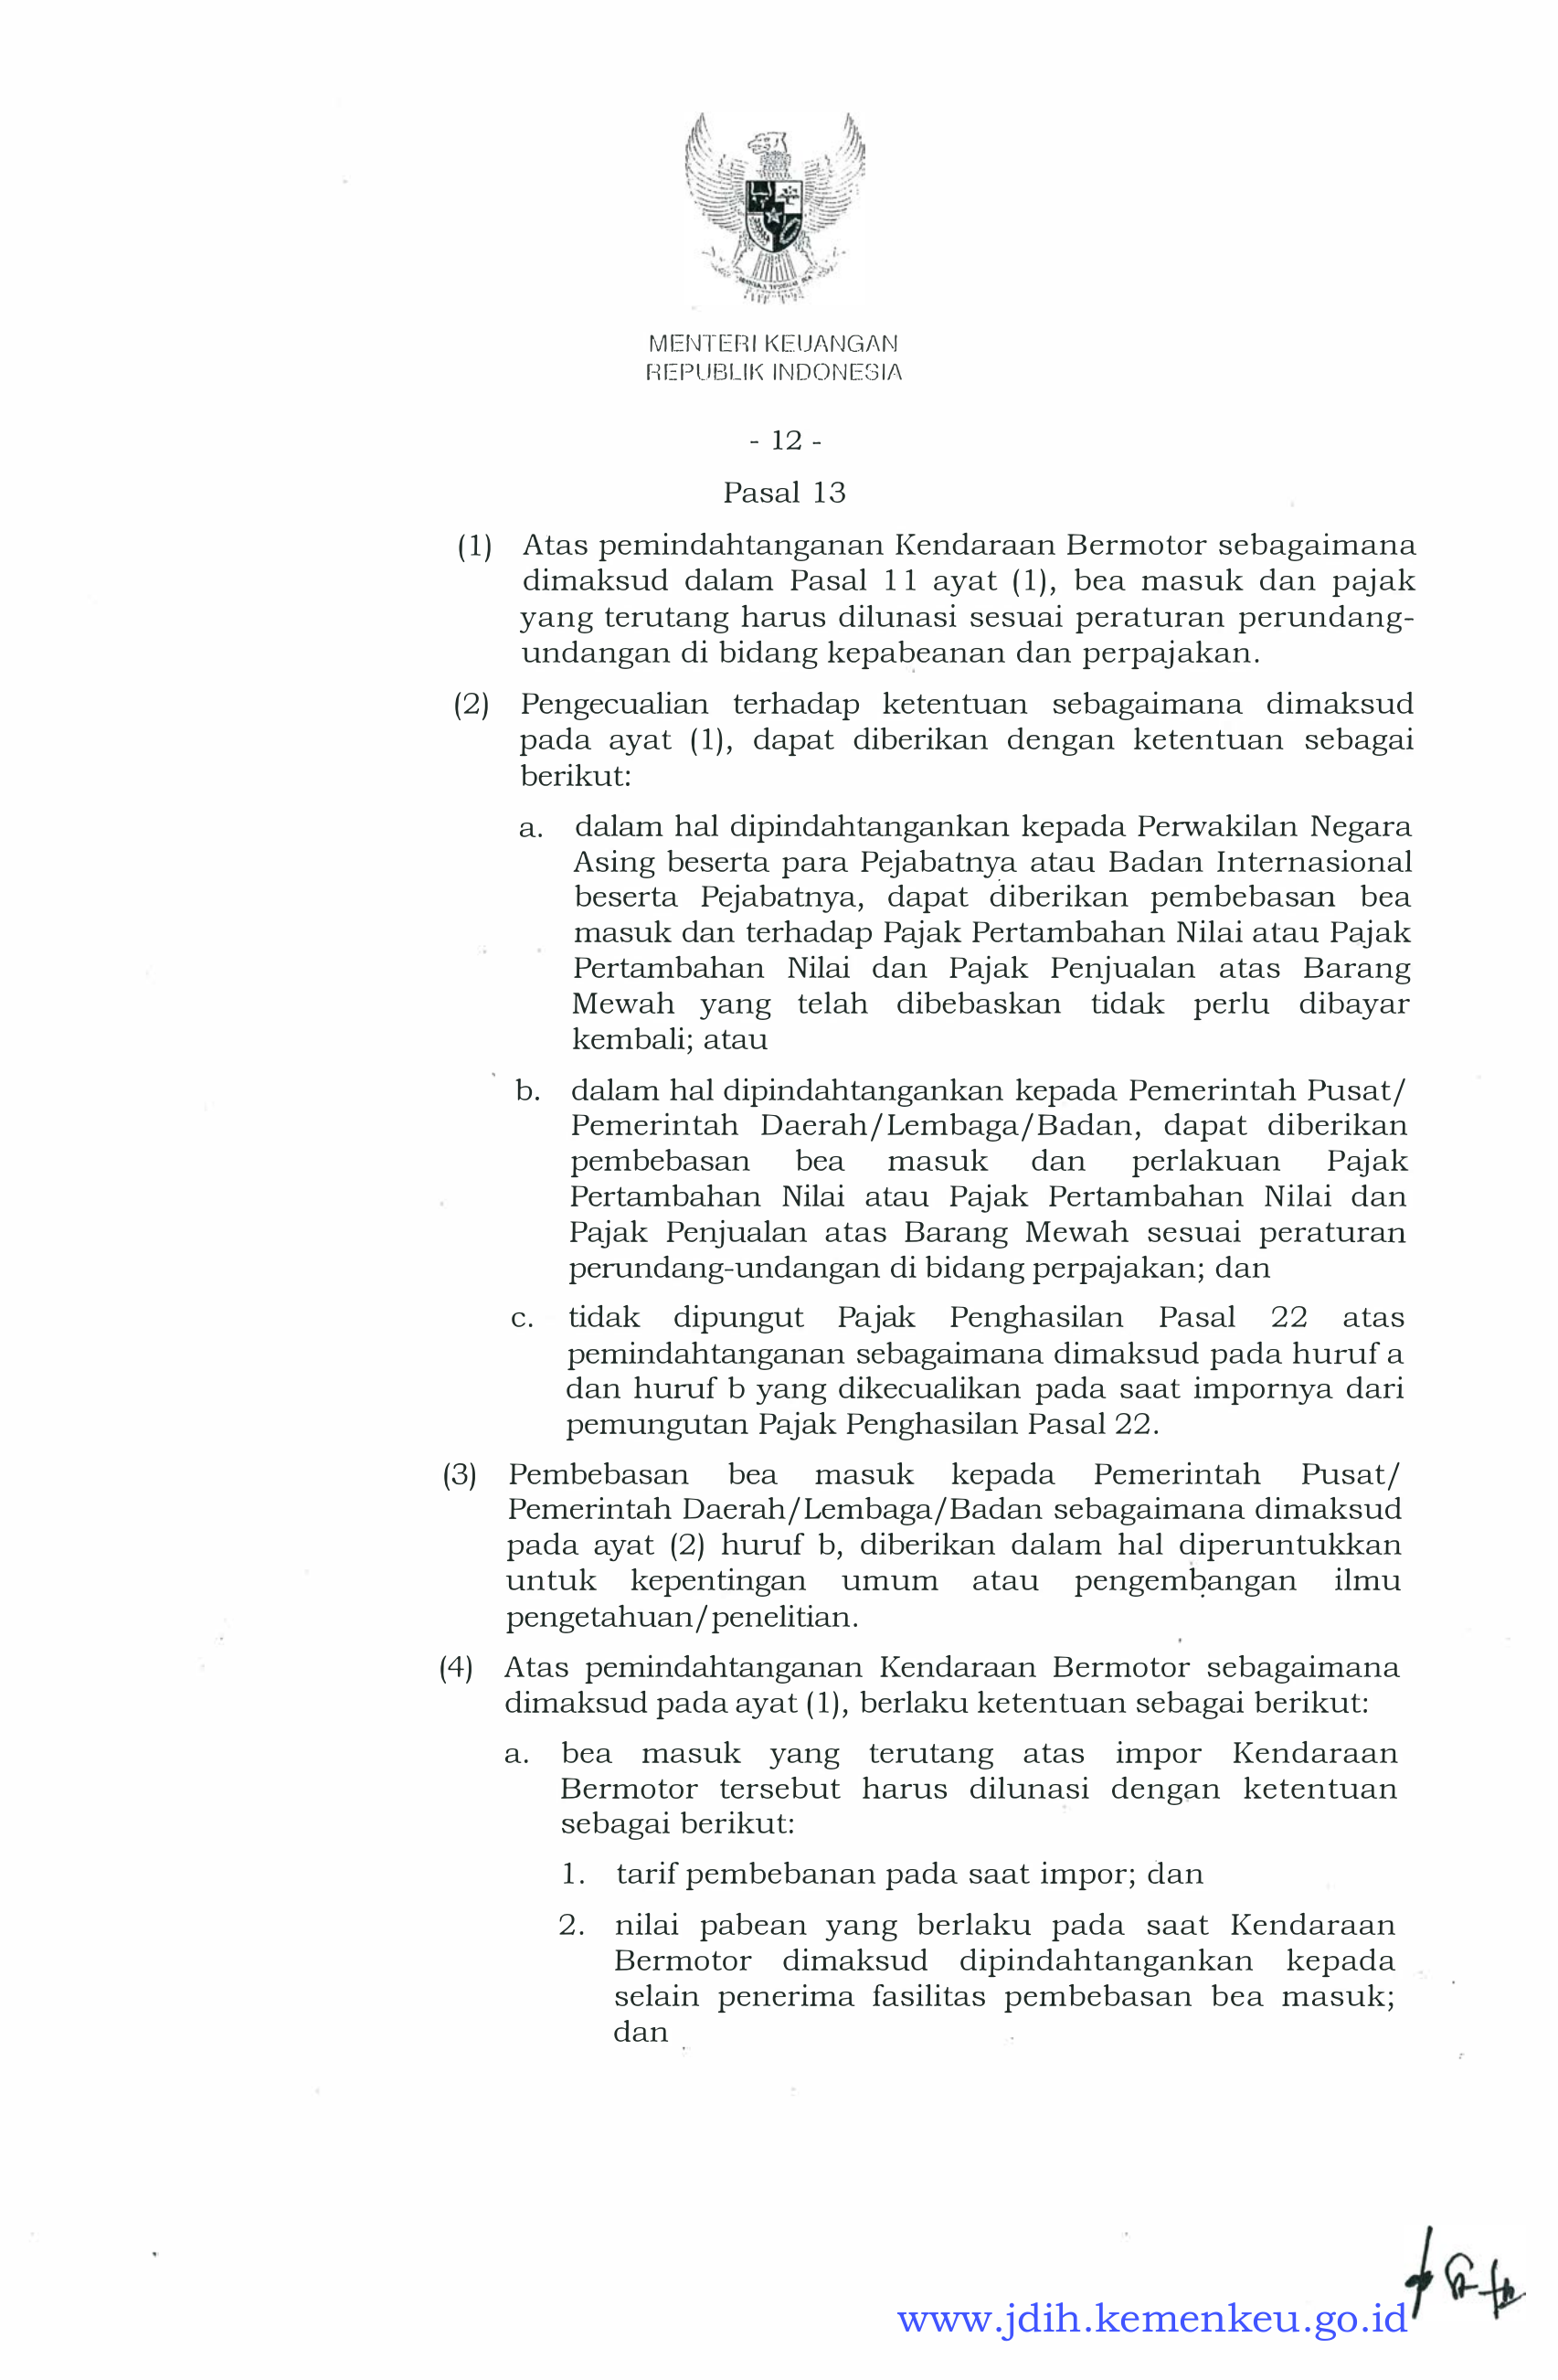 MENTERI KEUANGAN
REPUBLIK INDONESIA
- 12 -
Pasal 13
(1) Atas pemindahtanganan Kendaraan Bermotor sebagaimana
dimaksud dalam Pasal 11 ayat (1), bea masuk dan pajak
yang terutang harus dilunasi sesuai peraturan perundang-
undangan di bidang kepabeanan dan perpajakan.
(2) Pengecualian terhadap ketentuan sebagaimana dimaksud
pada ayat (1), dapat diberikan dengan ketentuan sebagai
berikut:
a. dalam hal dipindahtangankan kepada Perwakilan Negara
Asing beserta para Pejabatnya atau Badan Internasional
beserta Pejabatnya, dapat diberikan pembebasan bea
masuk dan terhadap Pajak Pertambahan Nilai atau Pajak
Pertambahan Nilai dan Pajak Penjualan atas Barang
Mewah yang telah dibebaskan tidak perlu dibayar
kembali; atau
b. dalam hal dipindahtangankan kepada Pemerintah Pusat/
Pemerintah Daerah/Lembaga/Badan, dapat diberikan
pembebasan bea masuk dan perlakuan Pajak
Pertambahan Nilai atau Pajak Pertambahan Nilai dan
Pajak Penjualan atas Barang Mewah sesuai peraturan
perundang-undangan di bidang perpajakan; dan
c. tidak dipungut Pajak Penghasilan Pasal 22 atas
pemindahtanganan sebagaimana dimaksud pada huruf a
dan huruf b yang dikecualikan pada saat impornya dari
pemungutan Pajak Penghasilan Pasal 22.
(3) Pembebasan bea masuk kepada Pemerintah Pusat/
Pemerintah Daerah/Lembaga/Badan sebagaimana dimaksud
pada ayat (2) huruf b, diberikan dalam hal diperuntukkan
untuk kepentingan umum atau pengembangan ilmu
pengetahuan/penelitian.
(4) Atas pemindahtanganan Kendaraan Bermotor sebagaimana
dimaksud pada ayat (1), berlaku ketentuan sebagai berikut:
a. bea masuk yang terutang atas impor Kendaraan
Bermotor tersebut harus dilunasi dengan ketentuan
sebagai berikut:
1. tarif pembebanan pada saat impor; dan
2. nilai pabean yang berlaku pada saat Kendaraan
Bermotor dimaksud dipindahtangankan kepada
selain penerima fasilitas pembebasan bea masuk;
dan
www.jdih.kemenkeu.go.id